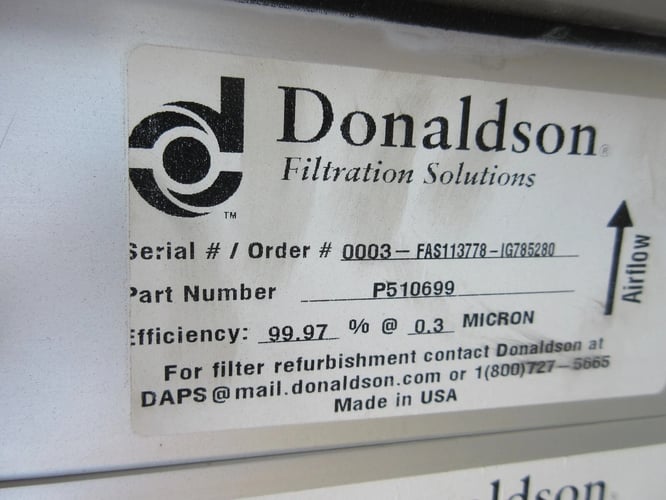 Donaldson®
Filtration Solutions
TM
Serial # / Order # 0003-FAS113778-IG785280
Part Number P510699
Efficiency: 99.97 % @ 0.3 MICRON
Airflow
For filter refurbishment contact Donaldson at
DAPS@mail.donaldson.com or 1(800)727-5665
Made in USA
ldson